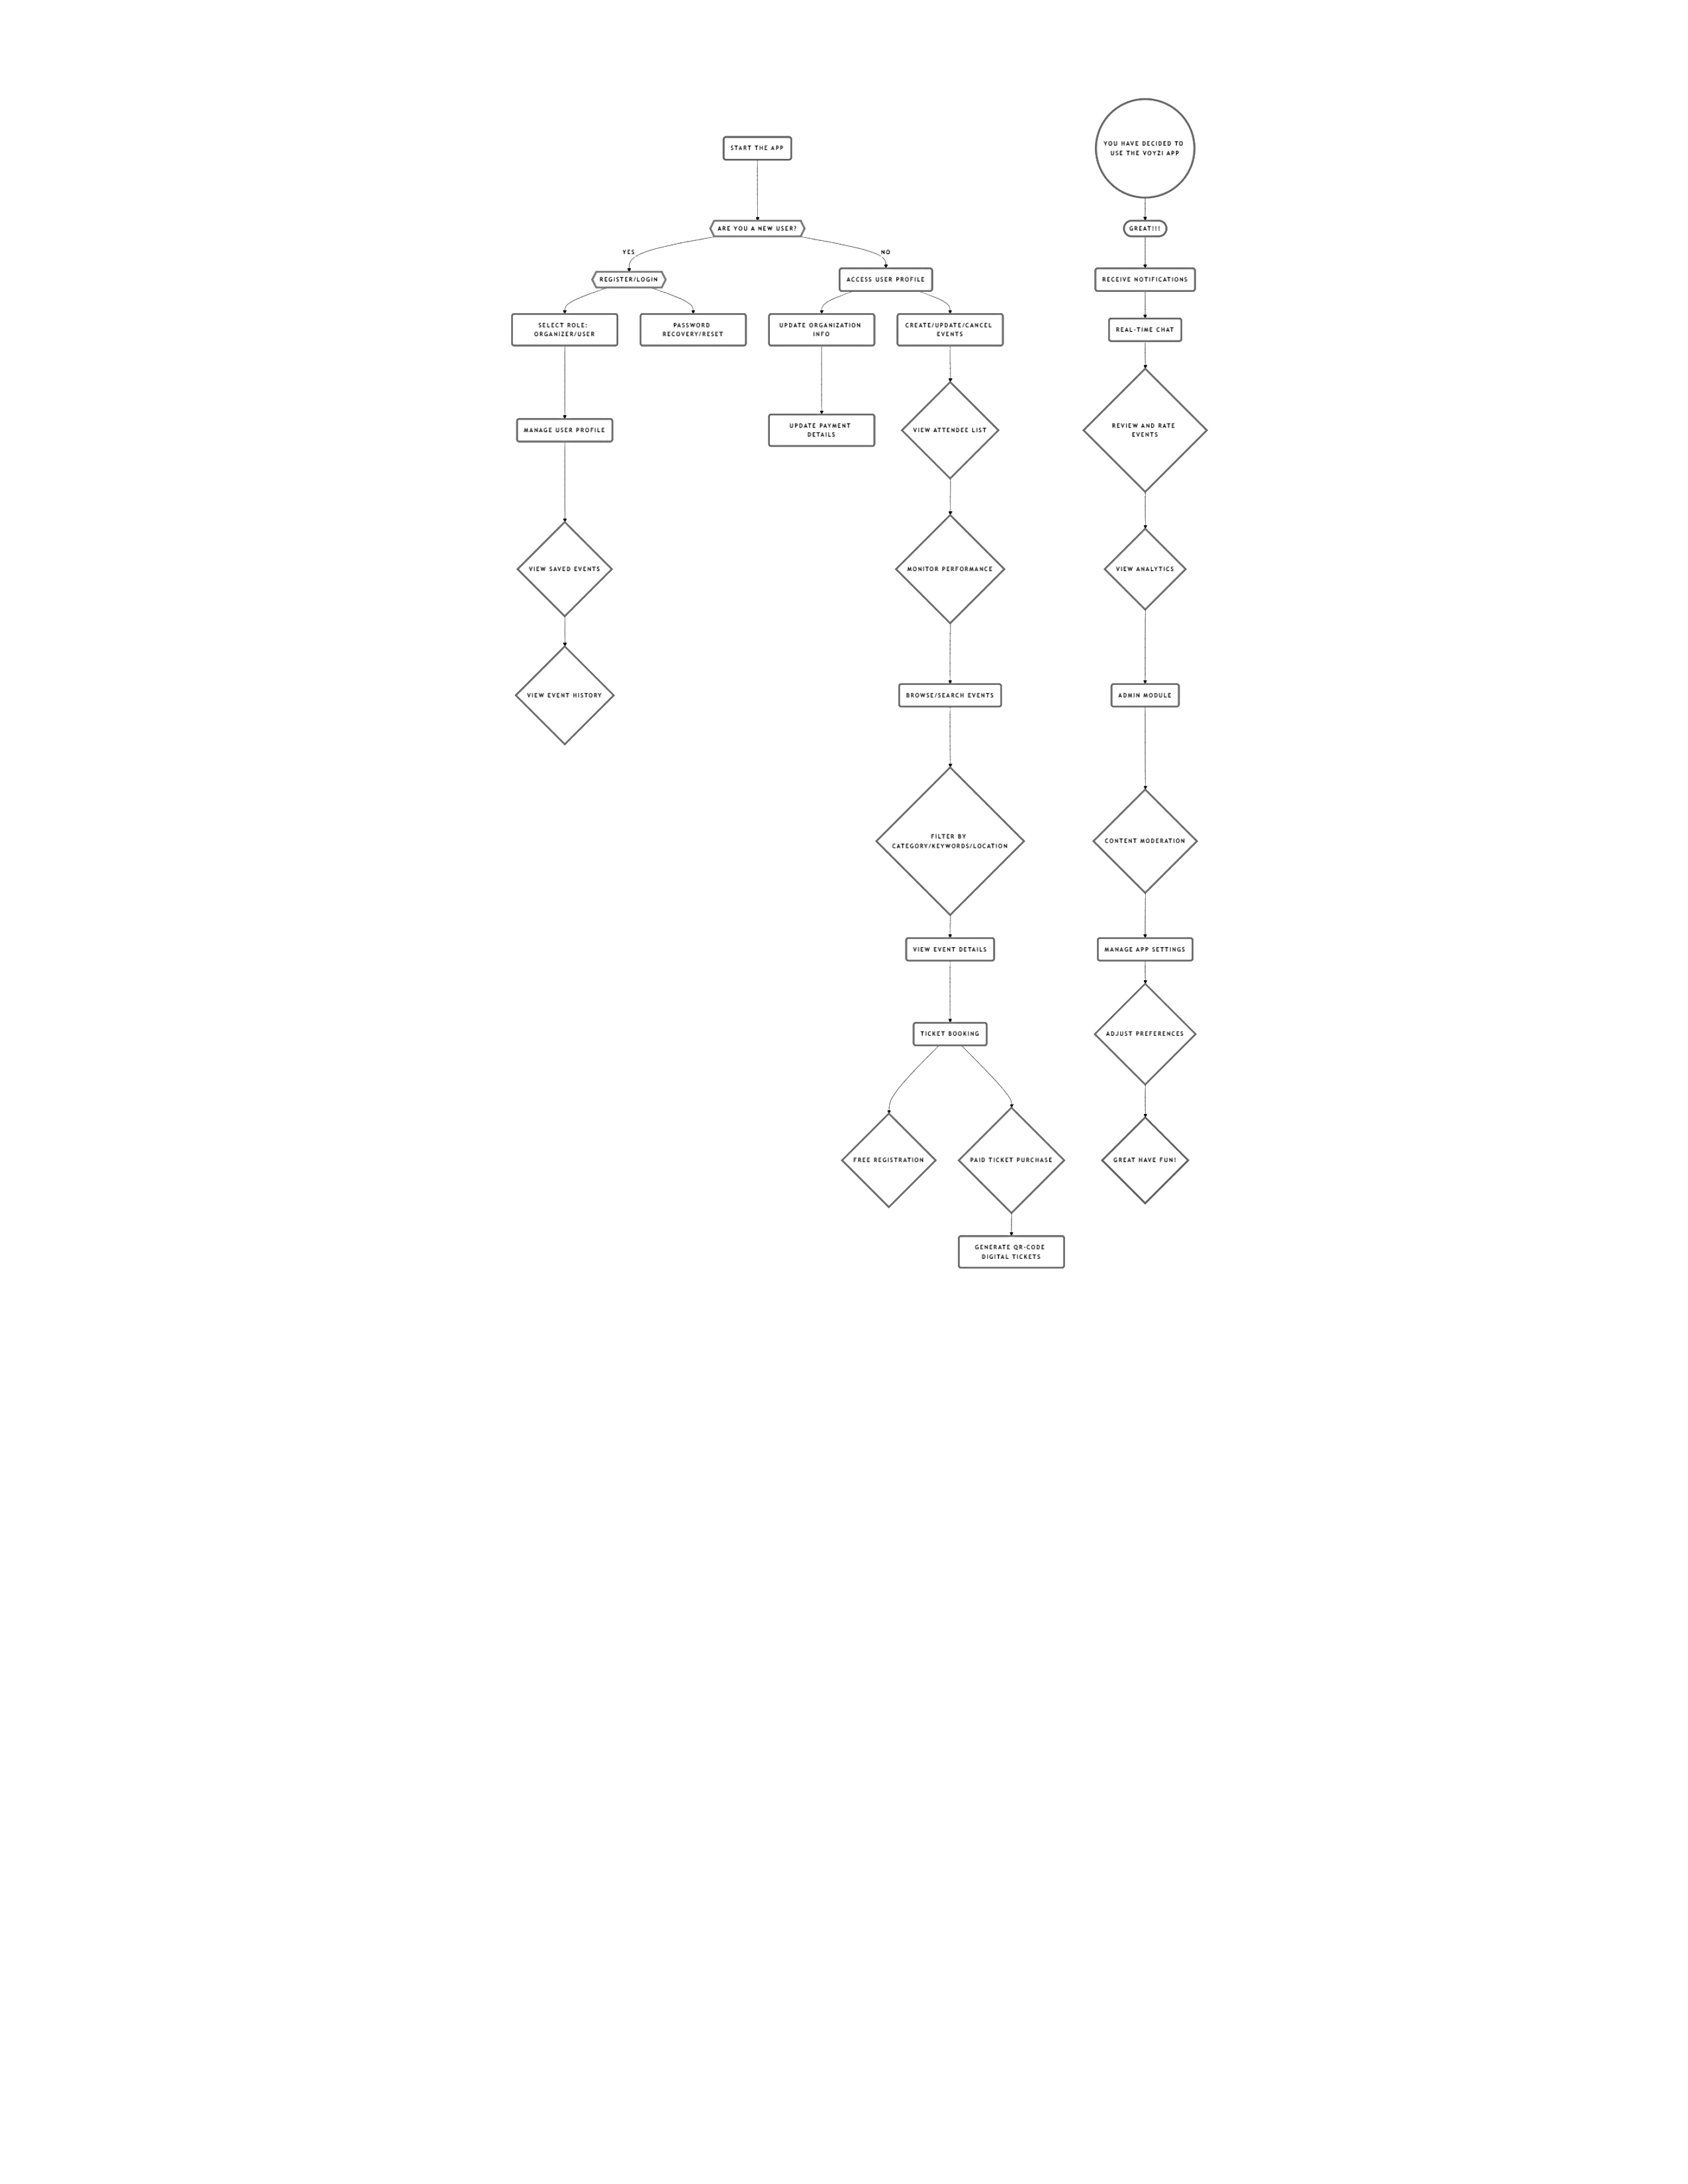 START THE APP
ARE YOU A NEW USER?
YES
NO
REGISTER/LOGIN
ACCESS USER PROFILE
SELECT ROLE:
ORGANIZER/USER
PASSWORD
RECOVERY/RESET
UPDATE ORGANIZATION
INFO
CREATE/UPDATE/CANCEL
EVENTS
MANAGE USER PROFILE
UPDATE PAYMENT
DETAILS
VIEW ATTENDEE LIST
VIEW SAVED EVENTS
MONITOR PERFORMANCE
VIEW EVENT HISTORY
BROWSE/SEARCH EVENTS
FILTER BY
CATEGORY/KEYWORDS/LOCATION
VIEW EVENT DETAILS
TICKET BOOKING
FREE REGISTRATION
PAID TICKET PURCHASE
GENERATE QR-CODE
DIGITAL TICKETS
YOU HAVE DECIDED TO
USE THE VOYZI APP
GREAT!!!
RECEIVE NOTIFICATIONS
REAL-TIME CHAT
REVIEW AND RATE
EVENTS
VIEW ANALYTICS
ADMIN MODULE
CONTENT MODERATION
MANAGE APP SETTINGS
ADJUST PREFERENCES
GREAT HAVE FUN!